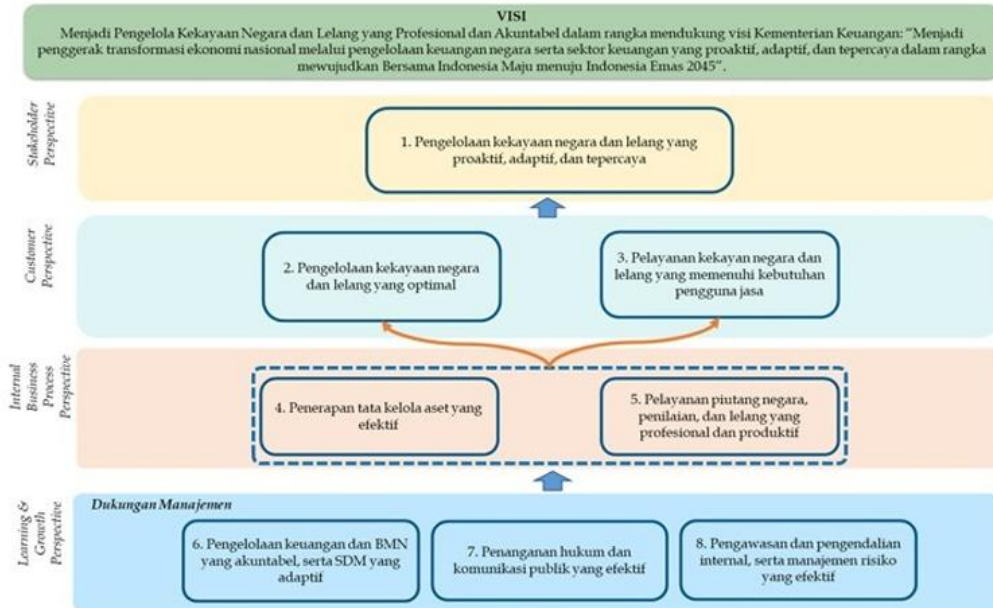 VISI
Menjadi Pengelola Kekayaan Negara dan Lelang yang Profesional dan Akuntabel dalam rangka mendukung visi Kementerian Keuangan: "Menjadi
penggerak transformasi ekonomi nasional melalui pengelolaan keuangan negara serta sektor keuangan yang proaktif, adaptif, dan tepercaya dalam rangka
mewujudkan Bersama Indonesia Maju menuju Indonesia Emas 2045".
Stakeholder
Perspective
1. Pengelolaan kekayaan negara dan lelang yang
proaktif, adaptif, dan tepercaya
Customer
Perspective
2. Pengelolaan kekayaan negara
dan lelang yang optimal
3. Pelayanan kekayan negara dan
lelang yang memenuhi kebutuhan
pengguna jasa
Internal
Business
Process
Perspective
4. Penerapan tata kelola aset yang
efektif
5. Pelayanan piutang negara,
penilaian, dan lelang yang
profesional dan produktif
Learning &
Growth
Perspective
Dukungan Manajemen
6. Pengelolaan keuangan dan BMN
yang akuntabel, serta SDM yang
adaptif
7. Penanganan hukum dan
komunikasi publik yang efektif
8. Pengawasan dan pengendalian
internal, serta manajemen risiko
yang efektif